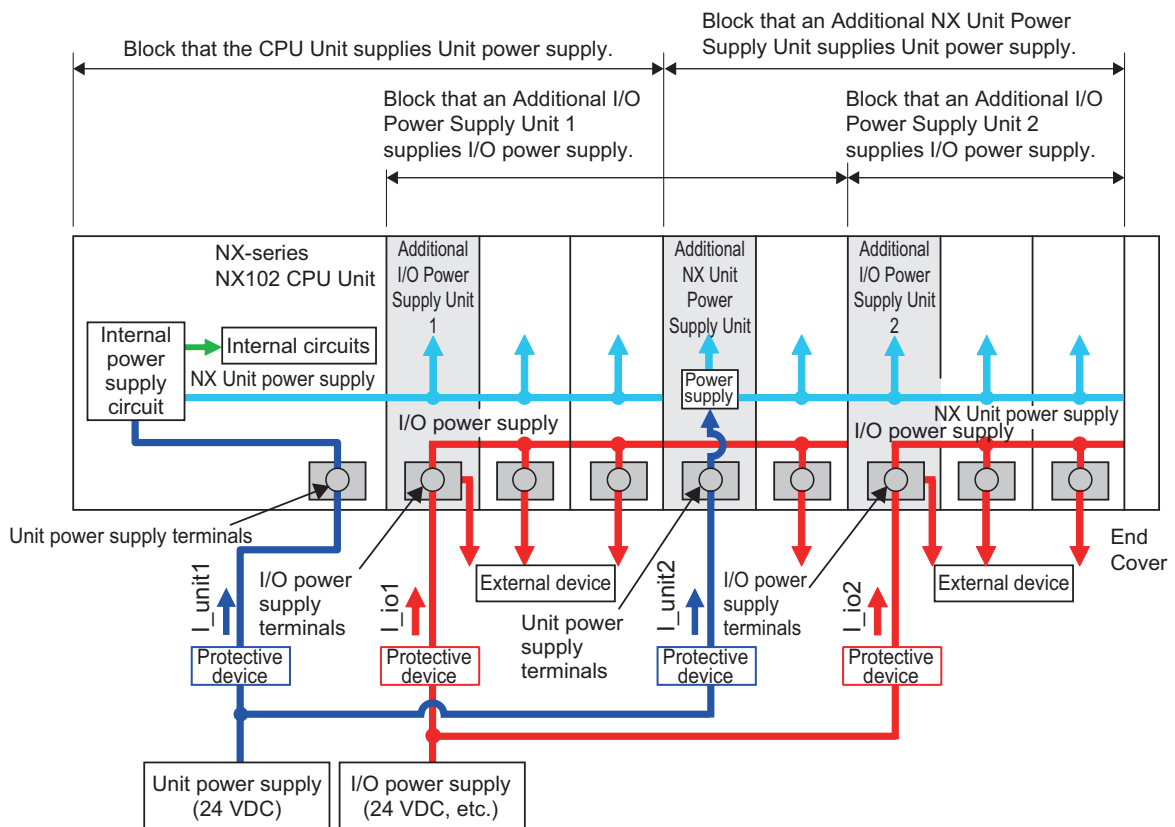 Block that the CPU Unit supplies Unit power supply.
Block that an Additional NX Unit Power
Supply Unit supplies Unit power supply.
Block that an Additional I/O
Power Supply Unit 1
supplies I/O power supply.
Block that an Additional I/O
Power Supply Unit 2
supplies I/O power supply.
NX-series
NX102 CPU Unit
Additional
I/O Power
Supply Unit
1
Additional
NX Unit
Power
Supply Unit
Additional
I/O Power
Supply Unit
2
Internal
power
supply
circuit
Internal circuits
NX Unit power supply
Power
supply
NX Unit power supply
I/O power supply
I/O power supply
Unit power supply terminals
I/O power
supply
terminals
External device
Unit power
supply
terminals
I/O power
supply
terminals
External device
End
Cover
I_unit1
I_io1
I_unit2
I_io2
Protective
device
Protective
device
Protective
device
Protective
device
Unit power supply
(24 VDC)
I/O power supply
(24 VDC, etc.)